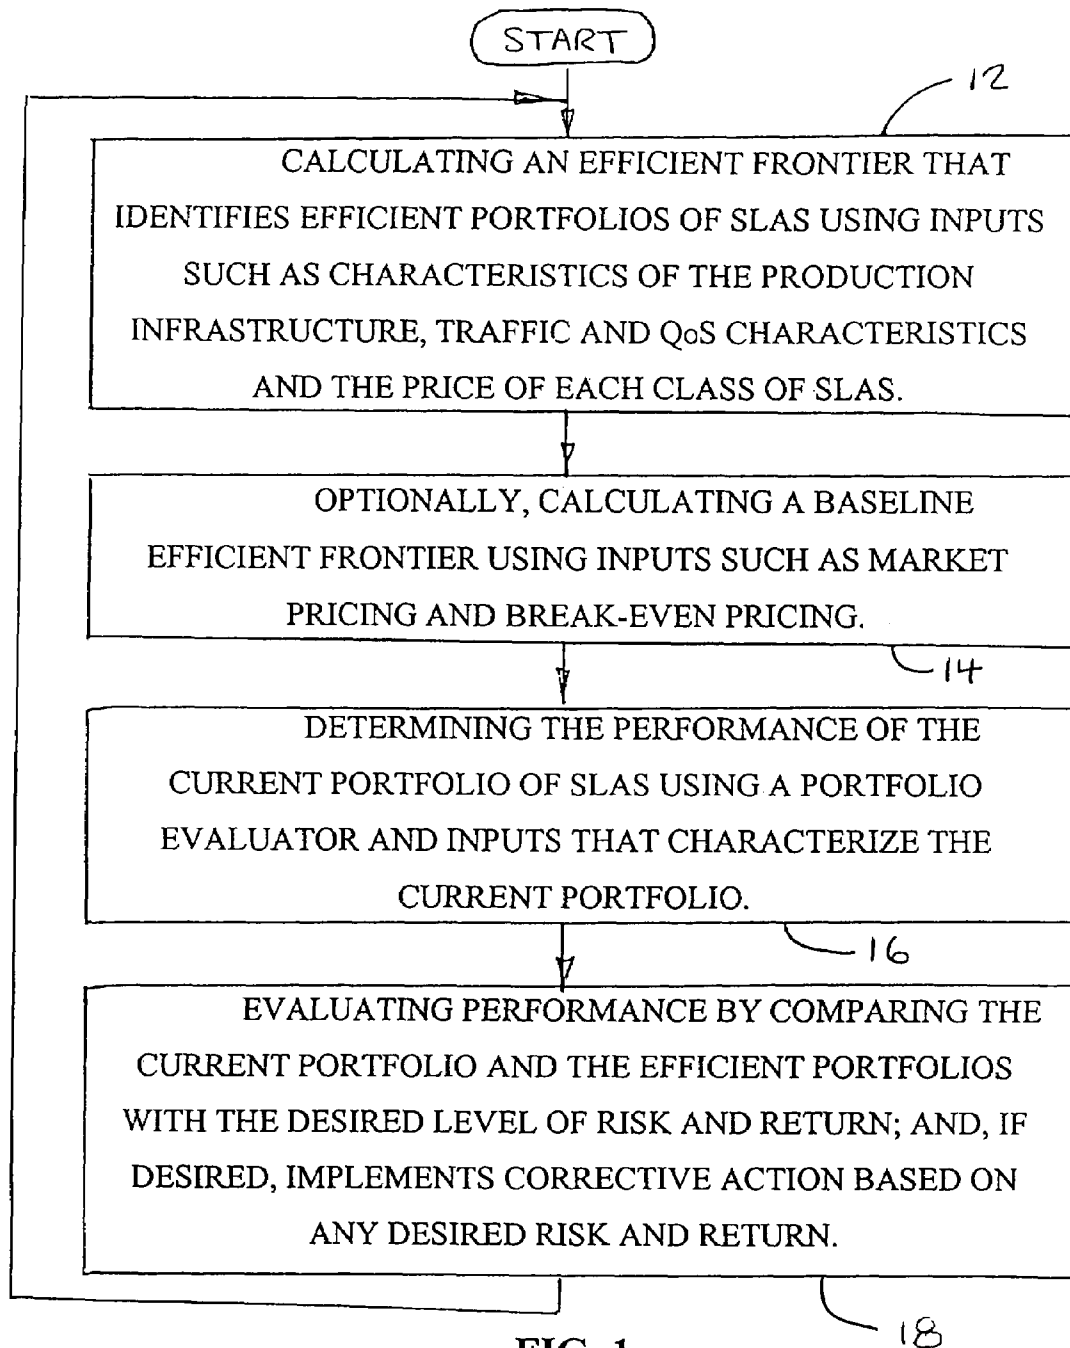 START
12
CALCULATING AN EFFICIENT FRONTIER THAT
IDENTIFIES EFFICIENT PORTFOLIOS OF SLAS USING INPUTS
SUCH AS CHARACTERISTICS OF THE PRODUCTION
INFRASTRUCTURE, TRAFFIC AND QoS CHARACTERISTICS
AND THE PRICE OF EACH CLASS OF SLAS.
OPTIONALLY, CALCULATING A BASELINE
EFFICIENT FRONTIER USING INPUTS SUCH AS MARKET
PRICING AND BREAK-EVEN PRICING.
14
DETERMINING THE PERFORMANCE OF THE
CURRENT PORTFOLIO OF SLAS USING A PORTFOLIO
EVALUATOR AND INPUTS THAT CHARACTERIZE THE
CURRENT PORTFOLIO.
16
EVALUATING PERFORMANCE BY COMPARING THE
CURRENT PORTFOLIO AND THE EFFICIENT PORTFOLIOS
WITH THE DESIRED LEVEL OF RISK AND RETURN; AND, IF
DESIRED, IMPLEMENTS CORRECTIVE ACTION BASED ON
ANY DESIRED RISK AND RETURN.
18
FIG. 1